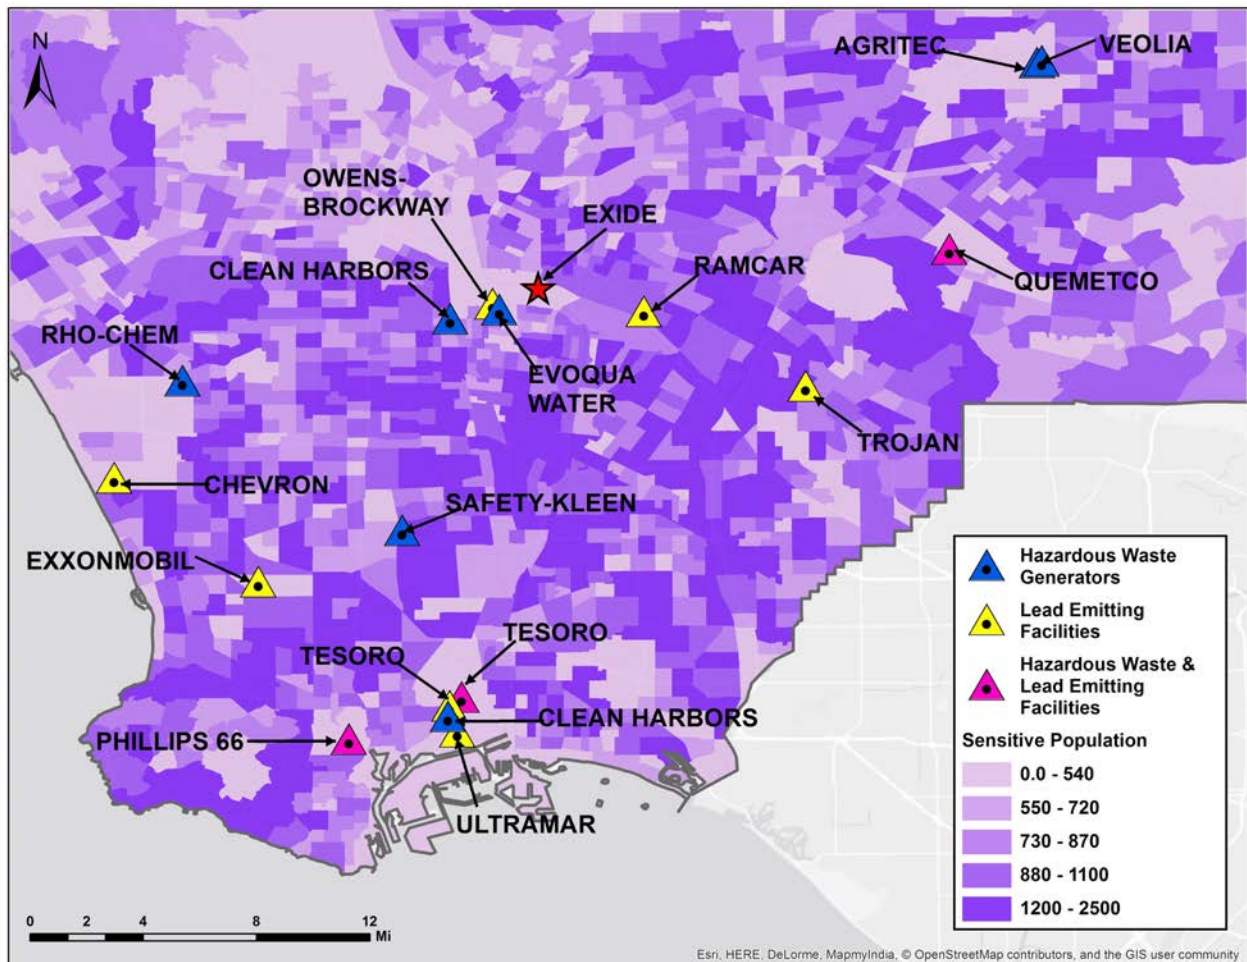 N
AGRITEC
VEOLIA
OWENS-
BROCKWAY
EXIDE
CLEAN HARBORS
RAMCAR
QUEMETCO
RHO-CHEM
EVOQUA
WATER
TROJAN
CHEVRON
SAFETY-KLEEN
EXXONMOBIL
TESORO
TESORO
CLEAN HARBORS
PHILLIPS 66
ULTRAMAR
Hazardous Waste
Generators
Lead Emitting
Facilities
Hazardous Waste &
Lead Emitting
Facilities
Sensitive Population
0.0 - 540
550 - 720
730 - 870
880 - 1100
1200 - 2500
0 2 4 8 12
Mi
Esri, HERE, DeLorme, MapmyIndia, © OpenStreetMap contributors, and the GIS user community